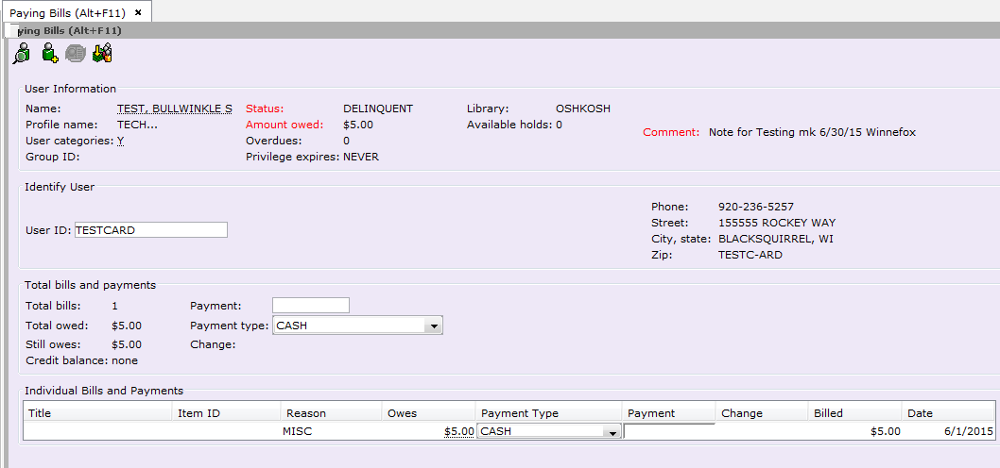 Paying Bills (Alt+F11) ×
ying Bills (Alt+F11)
User Information
Name: TEST, BULLWINKLE S Status: DELINQUENT Library: OSHKOSH
Profile name: TECH... Amount owed: $5.00 Available holds: 0
Comment: Note for Testing mk 6/30/15 Winnefox
User categories: Y Overdues: 0
Group ID: Privilege expires: NEVER
Identify User
User ID: TESTCARD
Phone: 920-236-5257
Street: 155555 ROCKEY WAY
City, state: BLACKSQUIRREL, WI
Zip: TESTC-ARD
Total bills and payments
Total bills: 1 Payment:
Total owed: $5.00 Payment type: CASH
Still owes: $5.00 Change:
Credit balance: none
Individual Bills and Payments
Title Item ID Reason Owes Payment Type Payment Change Billed Date
MISC $5.00 CASH $5.00 6/1/2015